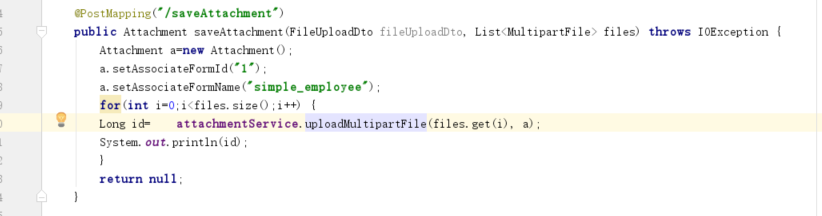 @PostMapping("/saveAttachment")
public Attachment saveAttachment(FileUploadDto fileUploadDto, List<MultipartFile> files) throws IOException {
Attachment a=new Attachment();
a.setAssociateFormId("1");
a.setAssociateFormName("simple_employee");
for(int i=0;i<files.size();i++) {
Long id=    attachmentService.uploadMultipartFile(files.get(i), a);
System.out.println(id);
}
return null;
}